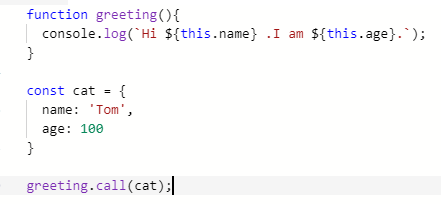 function greeting(){
  console.log(`Hi ${this.name} .I am ${this.age}.`);
}

const cat = {
  name: 'Tom',
  age: 100
}

greeting.call(cat);